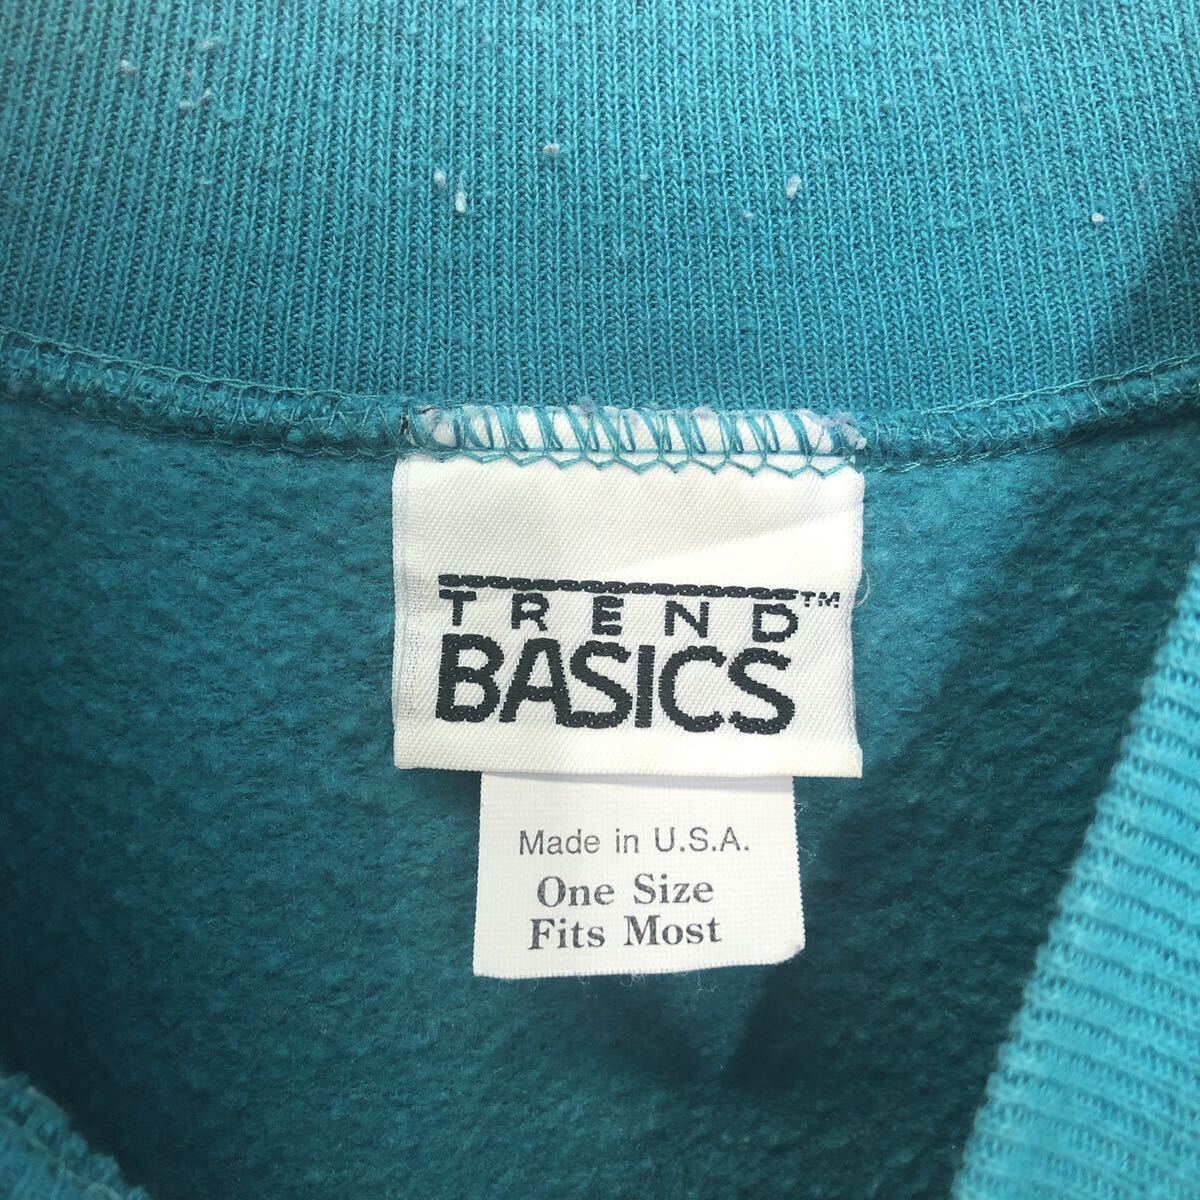 TREND™
BASICS
Made in U.S.A.
One Size
Fits Most